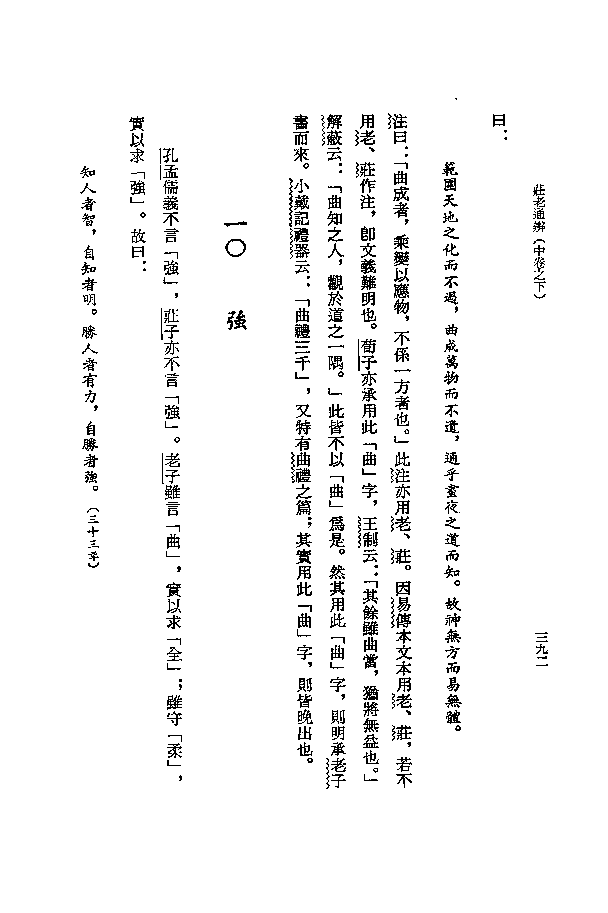 莊老通辨（中卷之下）
三九二
曰：
範圍天地之化而不過，曲成萬物而不遺，通乎晝夜之道而知。故神無方而易無體。
注曰：「曲成者，乘變以應物，不係一方者也。」此注亦用老、莊。因易傳本文本用老、莊，若不
用老、莊作注，卽文義難明也。荀子亦承用此「曲」字，王制云：「其餘雖曲當，猶將無益也。」
解蔽云：「曲知之人，觀於道之一隅。」此皆不以「曲」爲是。然其用此「曲」字，則明承老子
書而來。小戴記禮器云：「曲禮三千」，又特有曲禮之篇；其實用此「曲」字，則皆晚出也。
一〇　強
孔孟儒義不言「強」，莊子亦不言「強」。老子雖言「曲」，實以求「全」；雖守「柔」，
實以求「強」。故曰：
知人者智，自知者明。勝人者有力，自勝者強。（三十三章）